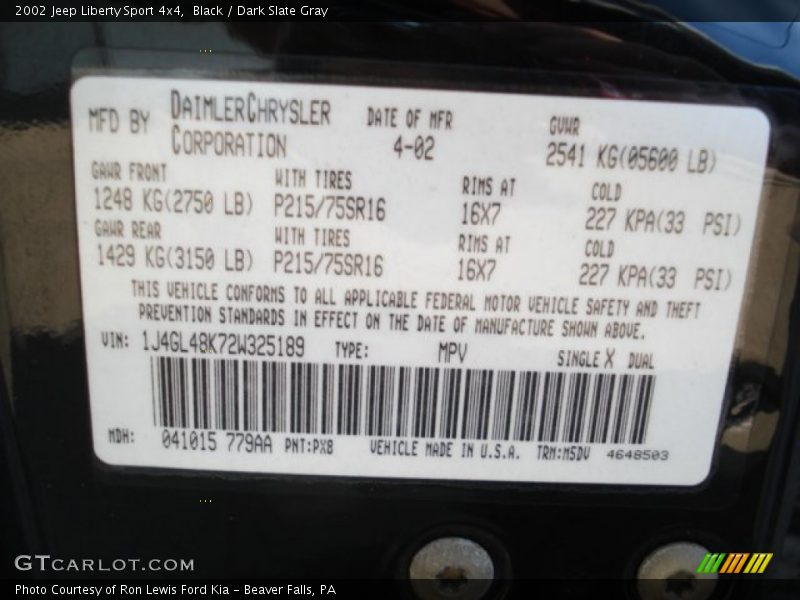 2002 Jeep Liberty Sport 4x4,  Black / Dark Slate Gray
MFD BY DAIMLERCHRYSLER CORPORATION
DATE OF MFR 4-02
GVWR 2541 KG(05600 LB)
GAWR FRONT WITH TIRES RIMS AT COLD
1248 KG(2750 LB) P215/75SR16 16X7 227 KPA(33 PSI)
GAWR REAR WITH TIRES RIMS AT COLD
1429 KG(3150 LB) P215/75SR16 16X7 227 KPA(33 PSI)
THIS VEHICLE CONFORMS TO ALL APPLICABLE FEDERAL MOTOR VEHICLE SAFETY AND THEFT
PREVENTION STANDARDS IN EFFECT ON THE DATE OF MANUFACTURE SHOWN ABOVE.
VIN: 1J4GL48K72W325189 TYPE: MPV SINGLE X DUAL
MDH: 041015 779AA PNT:PX8 VEHICLE MADE IN U.S.A. TRM:M5DV 4648503
GTCARLOT.COM
Photo Courtesy of Ron Lewis Ford Kia – Beaver Falls, PA